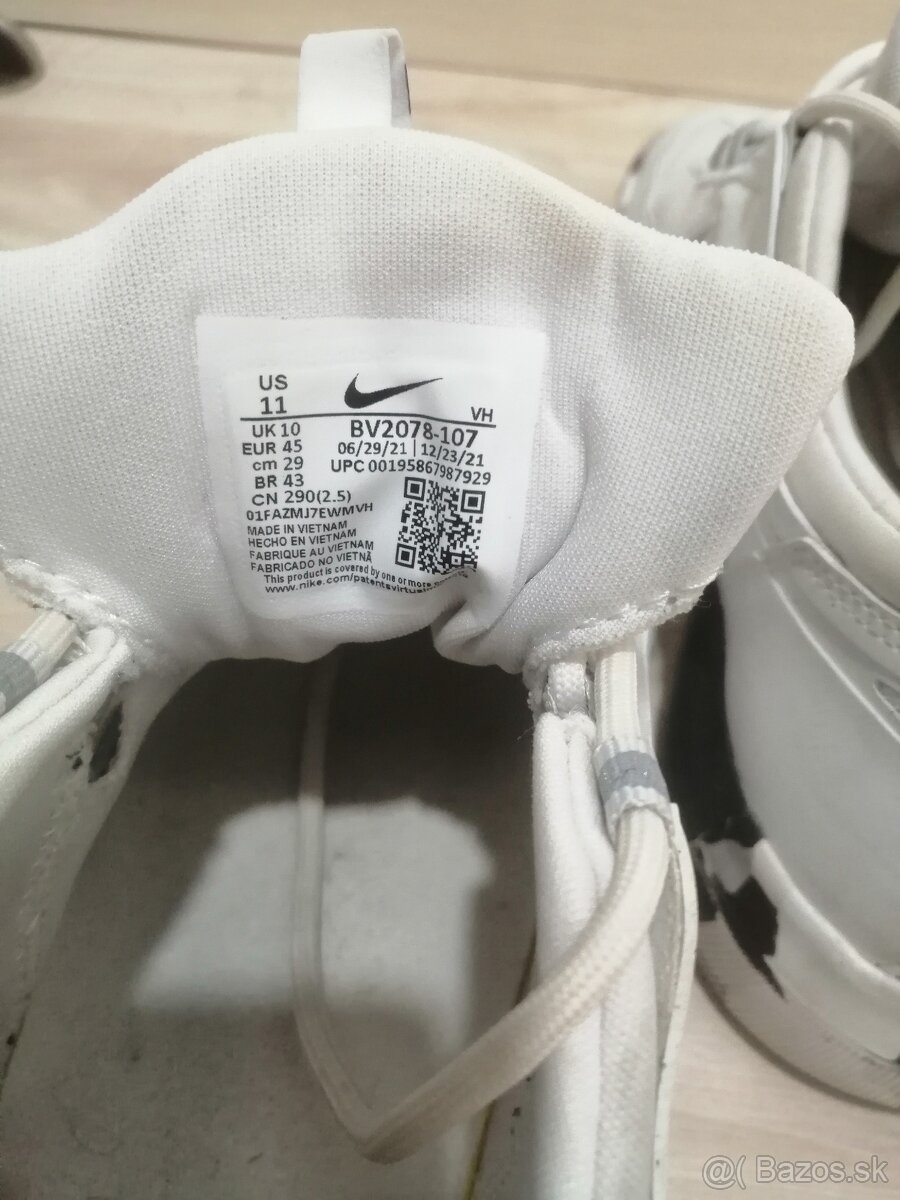 US
11
VH
UK 10
EUR 45
cm 29
BR 43
CN 290(2.5)
BV2078-107
06/29/21 | 12/23/21
UPC 00195867987929
01FAZMJ7EWMVH
MADE IN VIETNAM
HECHO EN VIETNAM
FABRIQUE AU VIETNAM
FABRICADO NO VIETNÃ
This product is covered by one or more
www.nike.com/patents
@( Bazos.sk